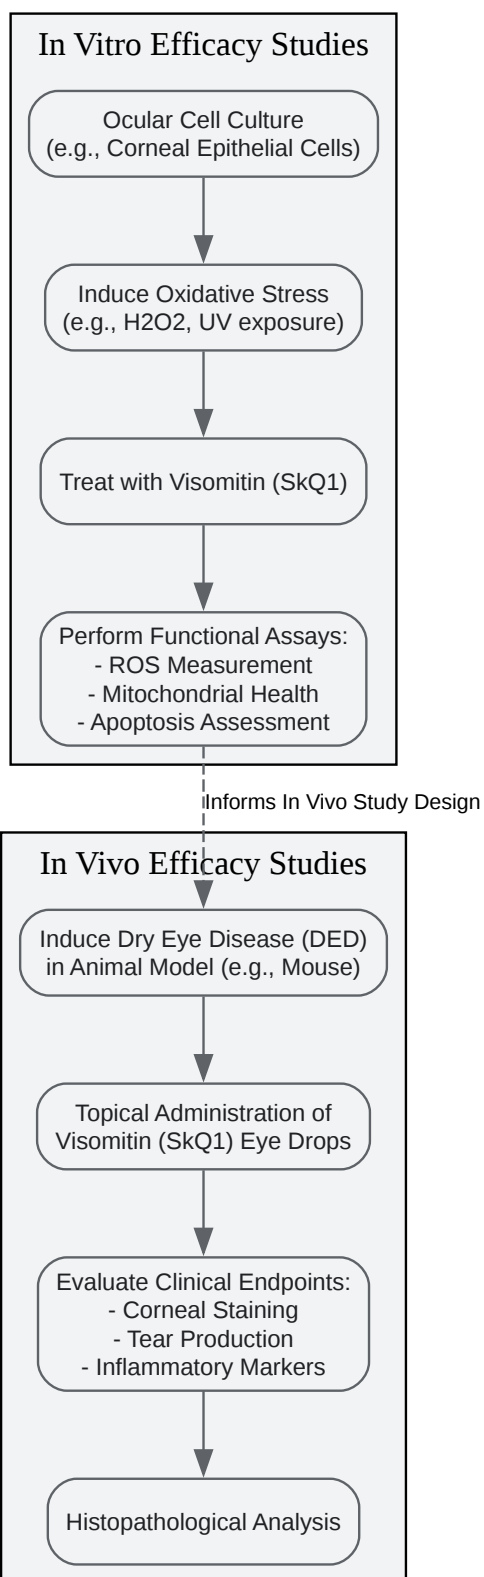 In Vitro Efficacy Studies
Ocular Cell Culture
(e.g., Corneal Epithelial Cells)
Induce Oxidative Stress
(e.g., H2O2, UV exposure)
Treat with Visomitin (SkQ1)
Perform Functional Assays:
- ROS Measurement
- Mitochondrial Health
- Apoptosis Assessment
Informs In Vivo Study Design
In Vivo Efficacy Studies
Induce Dry Eye Disease (DED)
in Animal Model (e.g., Mouse)
Topical Administration of
Visomitin (SkQ1) Eye Drops
Evaluate Clinical Endpoints:
- Corneal Staining
- Tear Production
- Inflammatory Markers
Histopathological Analysis